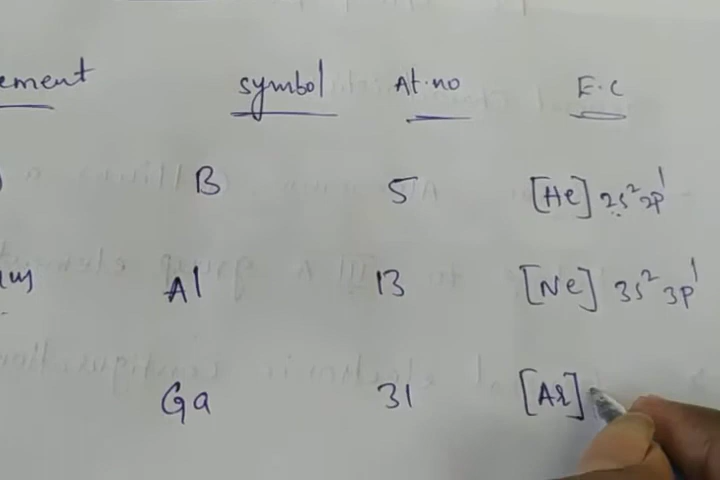 ement symbol At.no E.C
B 5 [He] 2s² 2p¹
Al 13 [Ne] 3s² 3p¹
Ga 31 [Ar]